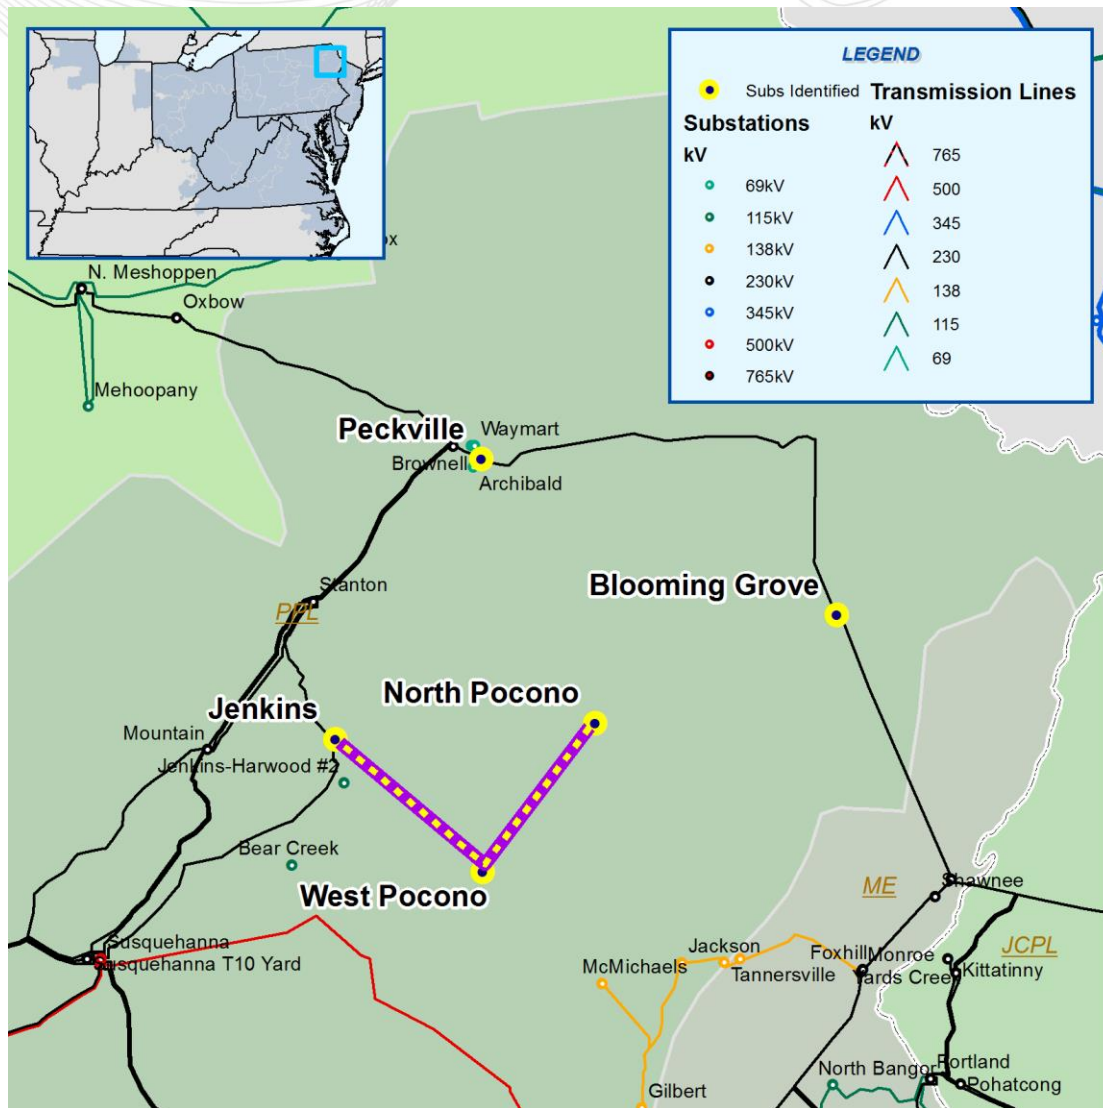 LEGEND
Subs Identified
Transmission Lines
Substations
kV
kV
69kV
115kV
138kV
230kV
345kV
500kV
765kV
765
500
345
230
138
115
69
N. Meshoppen
Oxbow
Mehoopany
Peckville
Waymart
Brownell
Archibald
Stanton
PPL
Blooming Grove
North Pocono
Jenkins
Mountain
Jenkins-Harwood #2
Bear Creek
West Pocono
Susquehanna
Susquehanna T10 Yard
ME
Shawnee
JCPL
Jackson
Tannersville
McMichaels
Foxhill
Monroe
Yards Creek
Kittatinny
Gilbert
North Bangor
Portland
Pohatcong